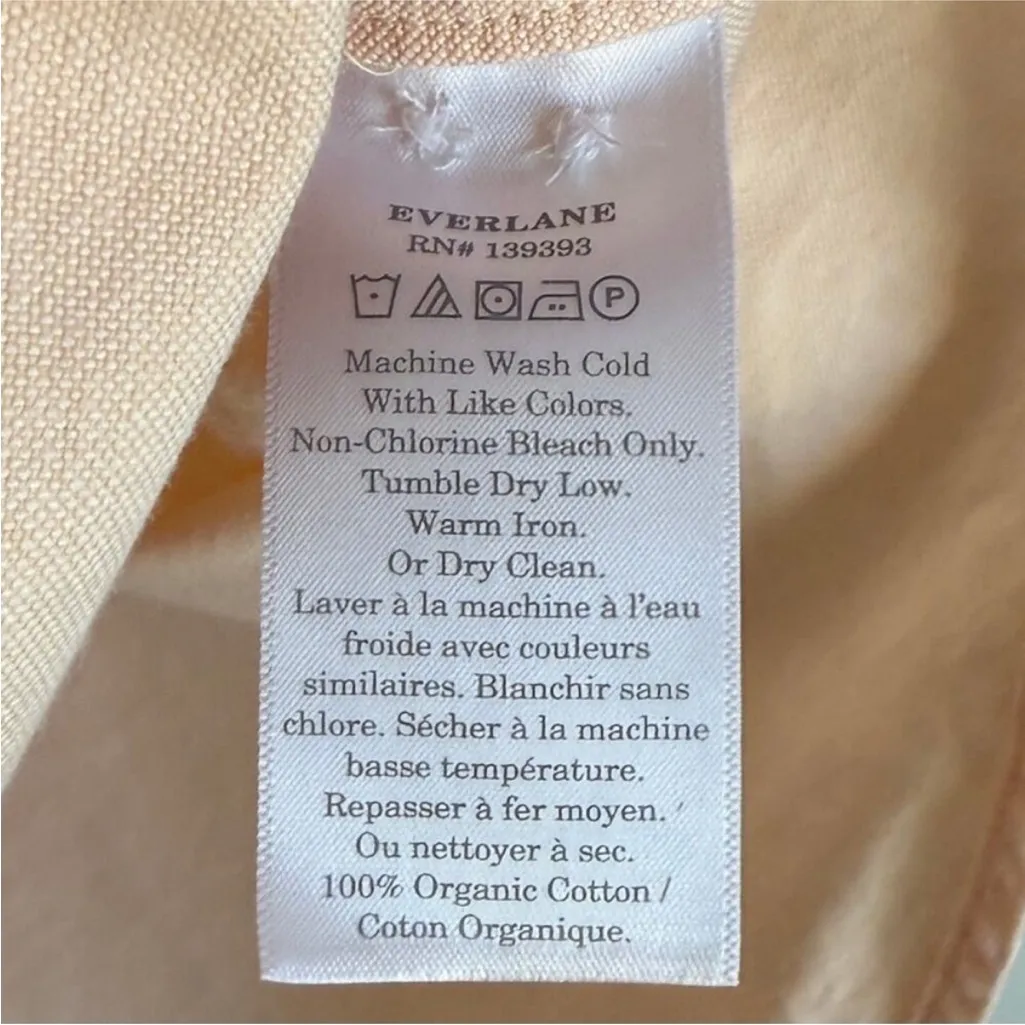 EVERLANE
RN# 139393
P
Machine Wash Cold
With Like Colors.
Non-Chlorine Bleach Only.
Tumble Dry Low.
Warm Iron.
Or Dry Clean.
Laver à la machine à l'eau
froide avec couleurs
similaires. Blanchir sans
chlore. Sécher à la machine
basse température.
Repasser à fer moyen.
Ou nettoyer à sec.
100% Organic Cotton /
Coton Organique.